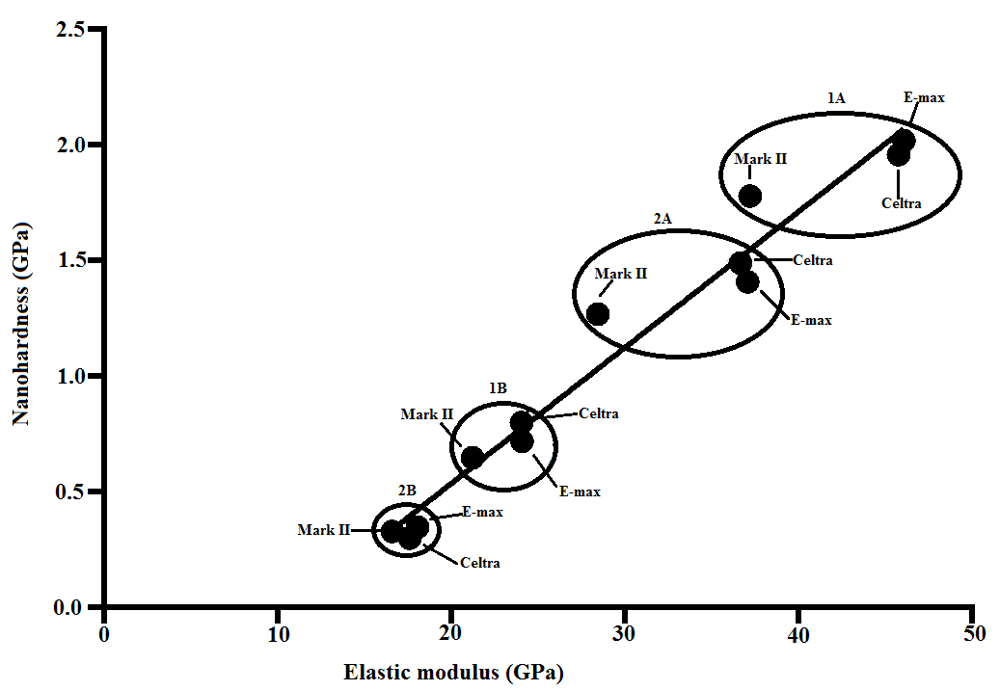 2.5
1A
E-max
2.0
Mark II
Celtra
2A
1.5
Celtra
Mark II
E-max
Nanohardness (GPa)
1.0
1B
Mark II
Celtra
0.5
2B
E-max
E-max
Mark II
Celtra
0.0
0
10
20
30
40
50
Elastic modulus (GPa)